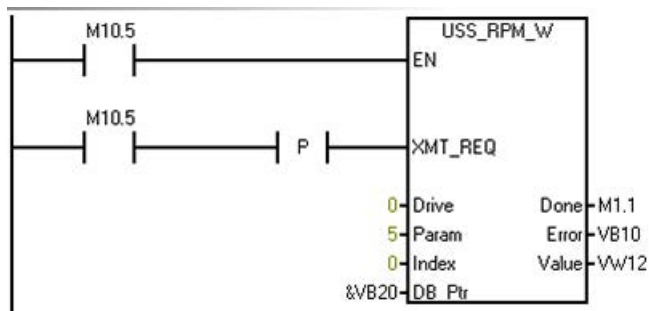 M10.5 USS_RPM_W
EN
M10.5
P XMT_REQ
0 Drive Done M1.1
5 Param Error VB10
0 Index Value VW12
&VB20 DB_Ptr